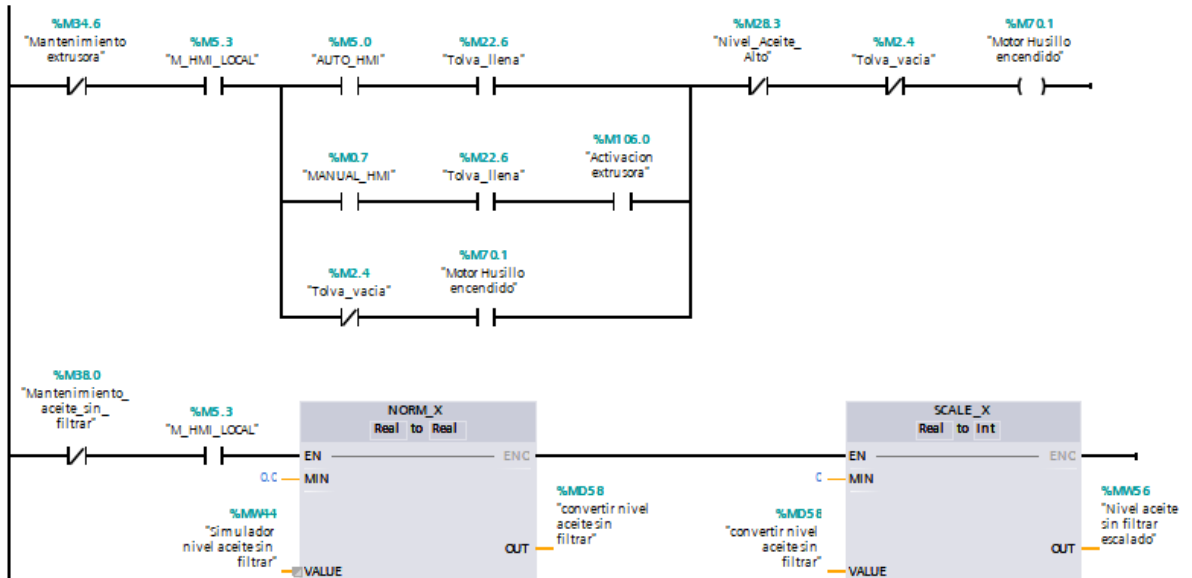 %M34.6
"Mantenimiento
extrusora"
%M5.3
"M_HMI_LOCAL"
%M5.0
"AUTO_HMI"
%M22.6
"Tolva_llena"
%M28.3
"Nivel_Aceite_
Alto"
%M2.4
"Tolva_vacia"
%M70.1
"Motor Husillo
encendido"
%M0.7
"MANUAL_HMI"
%M22.6
"Tolva_llena"
%M106.0
"Activacion
extrusora"
%M2.4
"Tolva_vacia"
%M70.1
"Motor Husillo
encendido"
%M38.0
"Mantenimiento_
aceite_sin_
filtrar"
%M5.3
"M_HMI_LOCAL"
NORM_X
Real to Real
EN
ENC
0.0
MIN
%MW44
"Simulador
nivel aceite sin
filtrar"
VALUE
OUT
%MD58
"convertir nivel
aceite sin
filtrar"
SCALE_X
Real to Int
EN
ENC
0
MIN
%MD58
"convertir nivel
aceite sin
filtrar"
VALUE
OUT
%MW56
"Nivel aceite
sin filtrar
escalado"